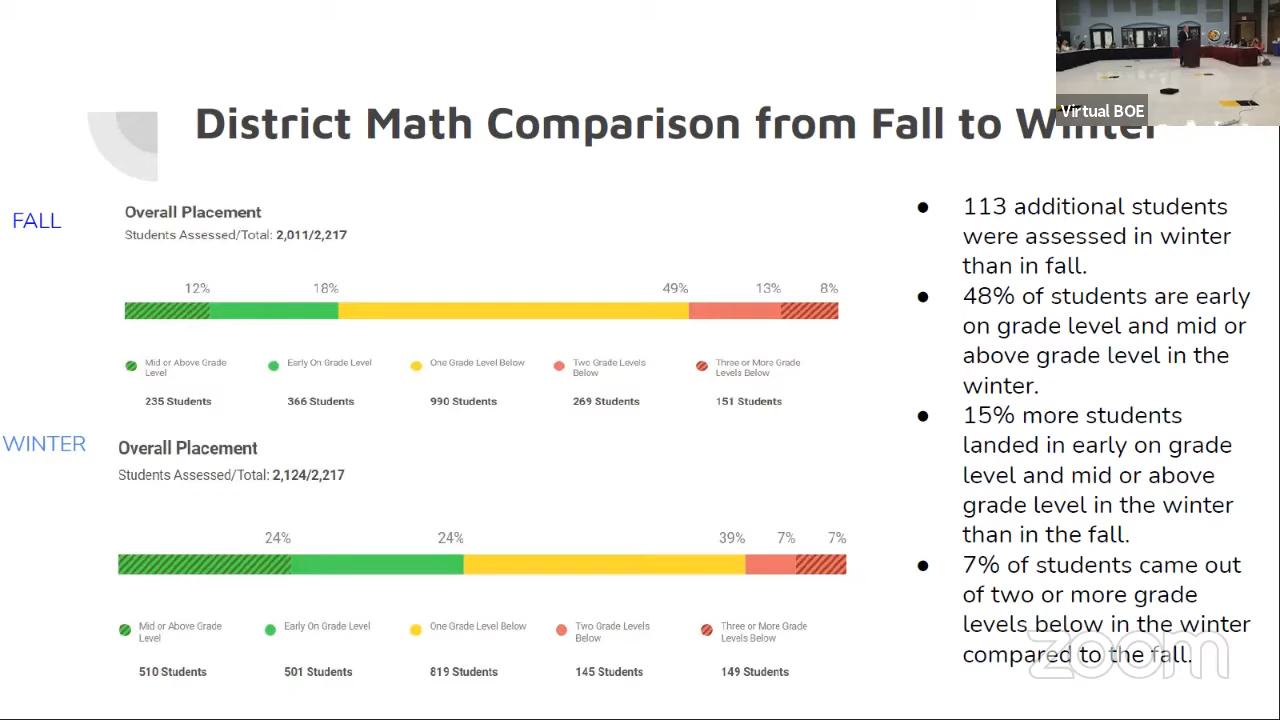 Virtual BOE
District Math Comparison from Fall to Winter
FALL
Overall Placement
Students Assessed/Total: 2,011/2,217
12% 18% 49% 13% 8%
Mid or Above Grade Level
Early On Grade Level
One Grade Level Below
Two Grade Levels Below
Three or More Grade Levels Below
235 Students 366 Students 990 Students 269 Students 151 Students
WINTER
Overall Placement
Students Assessed/Total: 2,124/2,217
24% 24% 39% 7% 7%
Mid or Above Grade Level
Early On Grade Level
One Grade Level Below
Two Grade Levels Below
Three or More Grade Levels Below
510 Students 501 Students 819 Students 145 Students 149 Students
● 113 additional students
were assessed in winter
than in fall.
● 48% of students are early
on grade level and mid or
above grade level in the
winter.
● 15% more students
landed in early on grade
level and mid or above
grade level in the winter
than in the fall.
● 7% of students came out
of two or more grade
levels below in the winter
compared to the fall.
zoom